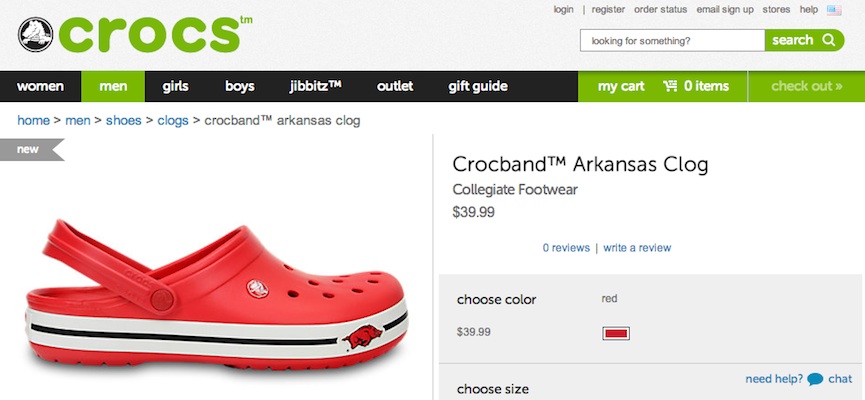 login | register order status email sign up stores help
crocs™
looking for something? search
women men girls boys jibbitz™ outlet gift guide my cart 0 items check out »
home > men > shoes > clogs > crocband™ arkansas clog
new
Crocband™ Arkansas Clog
Collegiate Footwear
$39.99
0 reviews | write a review
choose color red
$39.99
need help? chat
choose size